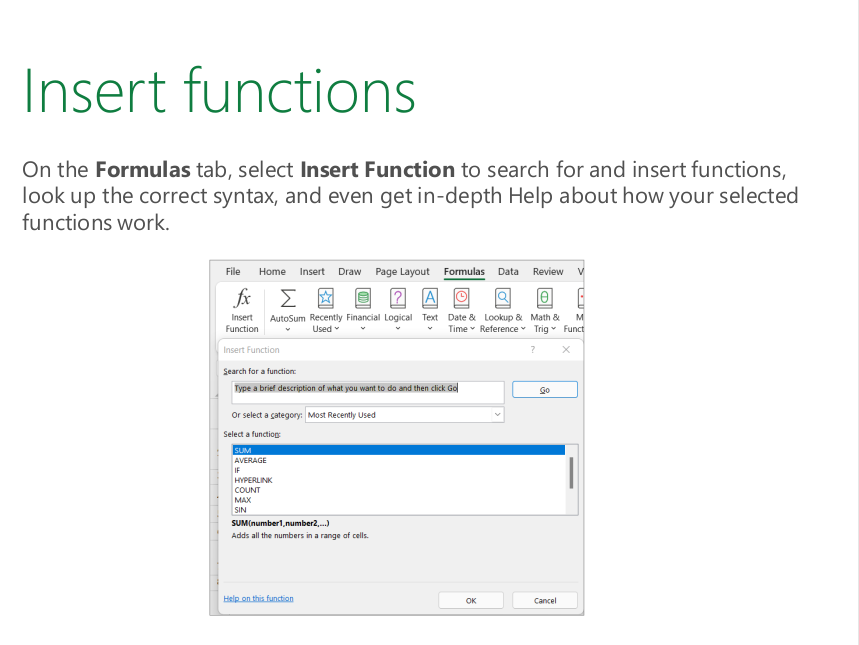 Insert functions
On the Formulas tab, select Insert Function to search for and insert functions,
look up the correct syntax, and even get in-depth Help about how your selected
functions work.
File Home Insert Draw Page Layout Formulas Data Review V
fx
Insert Function
AutoSum
Recently Used
Financial
Logical
Text
Date & Time
Lookup & Reference
Math & Trig
M
Funct
Insert Function ? ×
Search for a function:
Type a brief description of what you want to do and then click Go
Go
Or select a category: Most Recently Used
Select a function:
SUM
AVERAGE
IF
HYPERLINK
COUNT
MAX
SIN
SUM(number1,number2,...)
Adds all the numbers in a range of cells.
Help on this function
OK Cancel